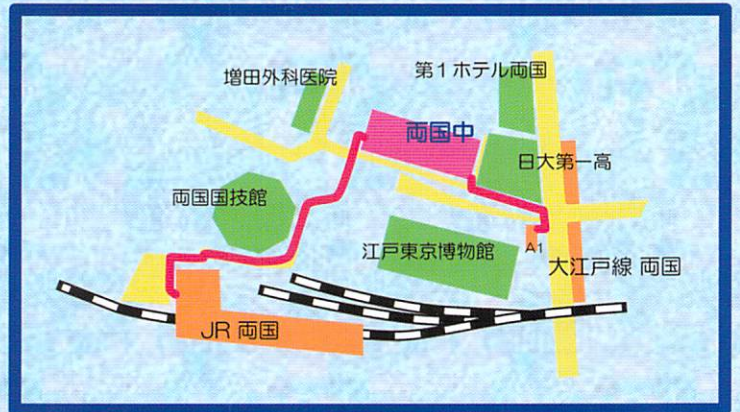 増田外科医院
第1ホテル両国
両国中
日大第一高
両国国技館
江戸東京博物館
A1
大江戸線 両国
JR 両国